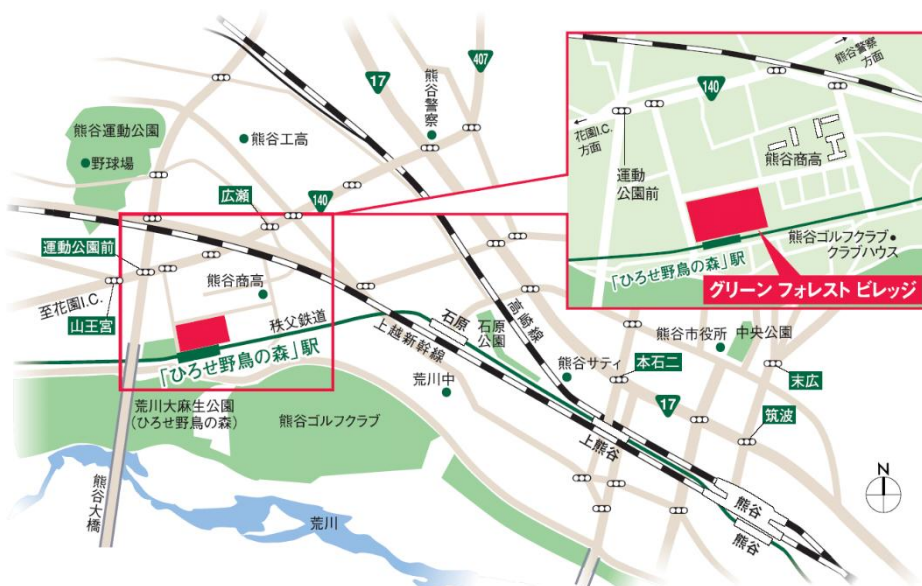 407
17
熊谷警察
熊谷運動公園
野球場
熊谷工高
広瀬
140
運動公園前
熊谷商高
至花園I.C.
山王宮
秩父鉄道
「ひろせ野鳥の森」駅
荒川大麻生公園
(ひろせ野鳥の森)
熊谷ゴルフクラブ
熊谷大橋
荒川
上越新幹線
高崎線
石原
石原
公園
荒川中
熊谷サティ
本石二
熊谷市役所
中央公園
末広
17
筑波
上熊谷
熊谷
熊谷
N
熊谷警察
方面
140
花園I.C.
方面
運動
公園前
熊谷商高
熊谷ゴルフクラブ
クラブハウス
「ひろせ野鳥の森」駅
グリーン フォレスト ビレッジ